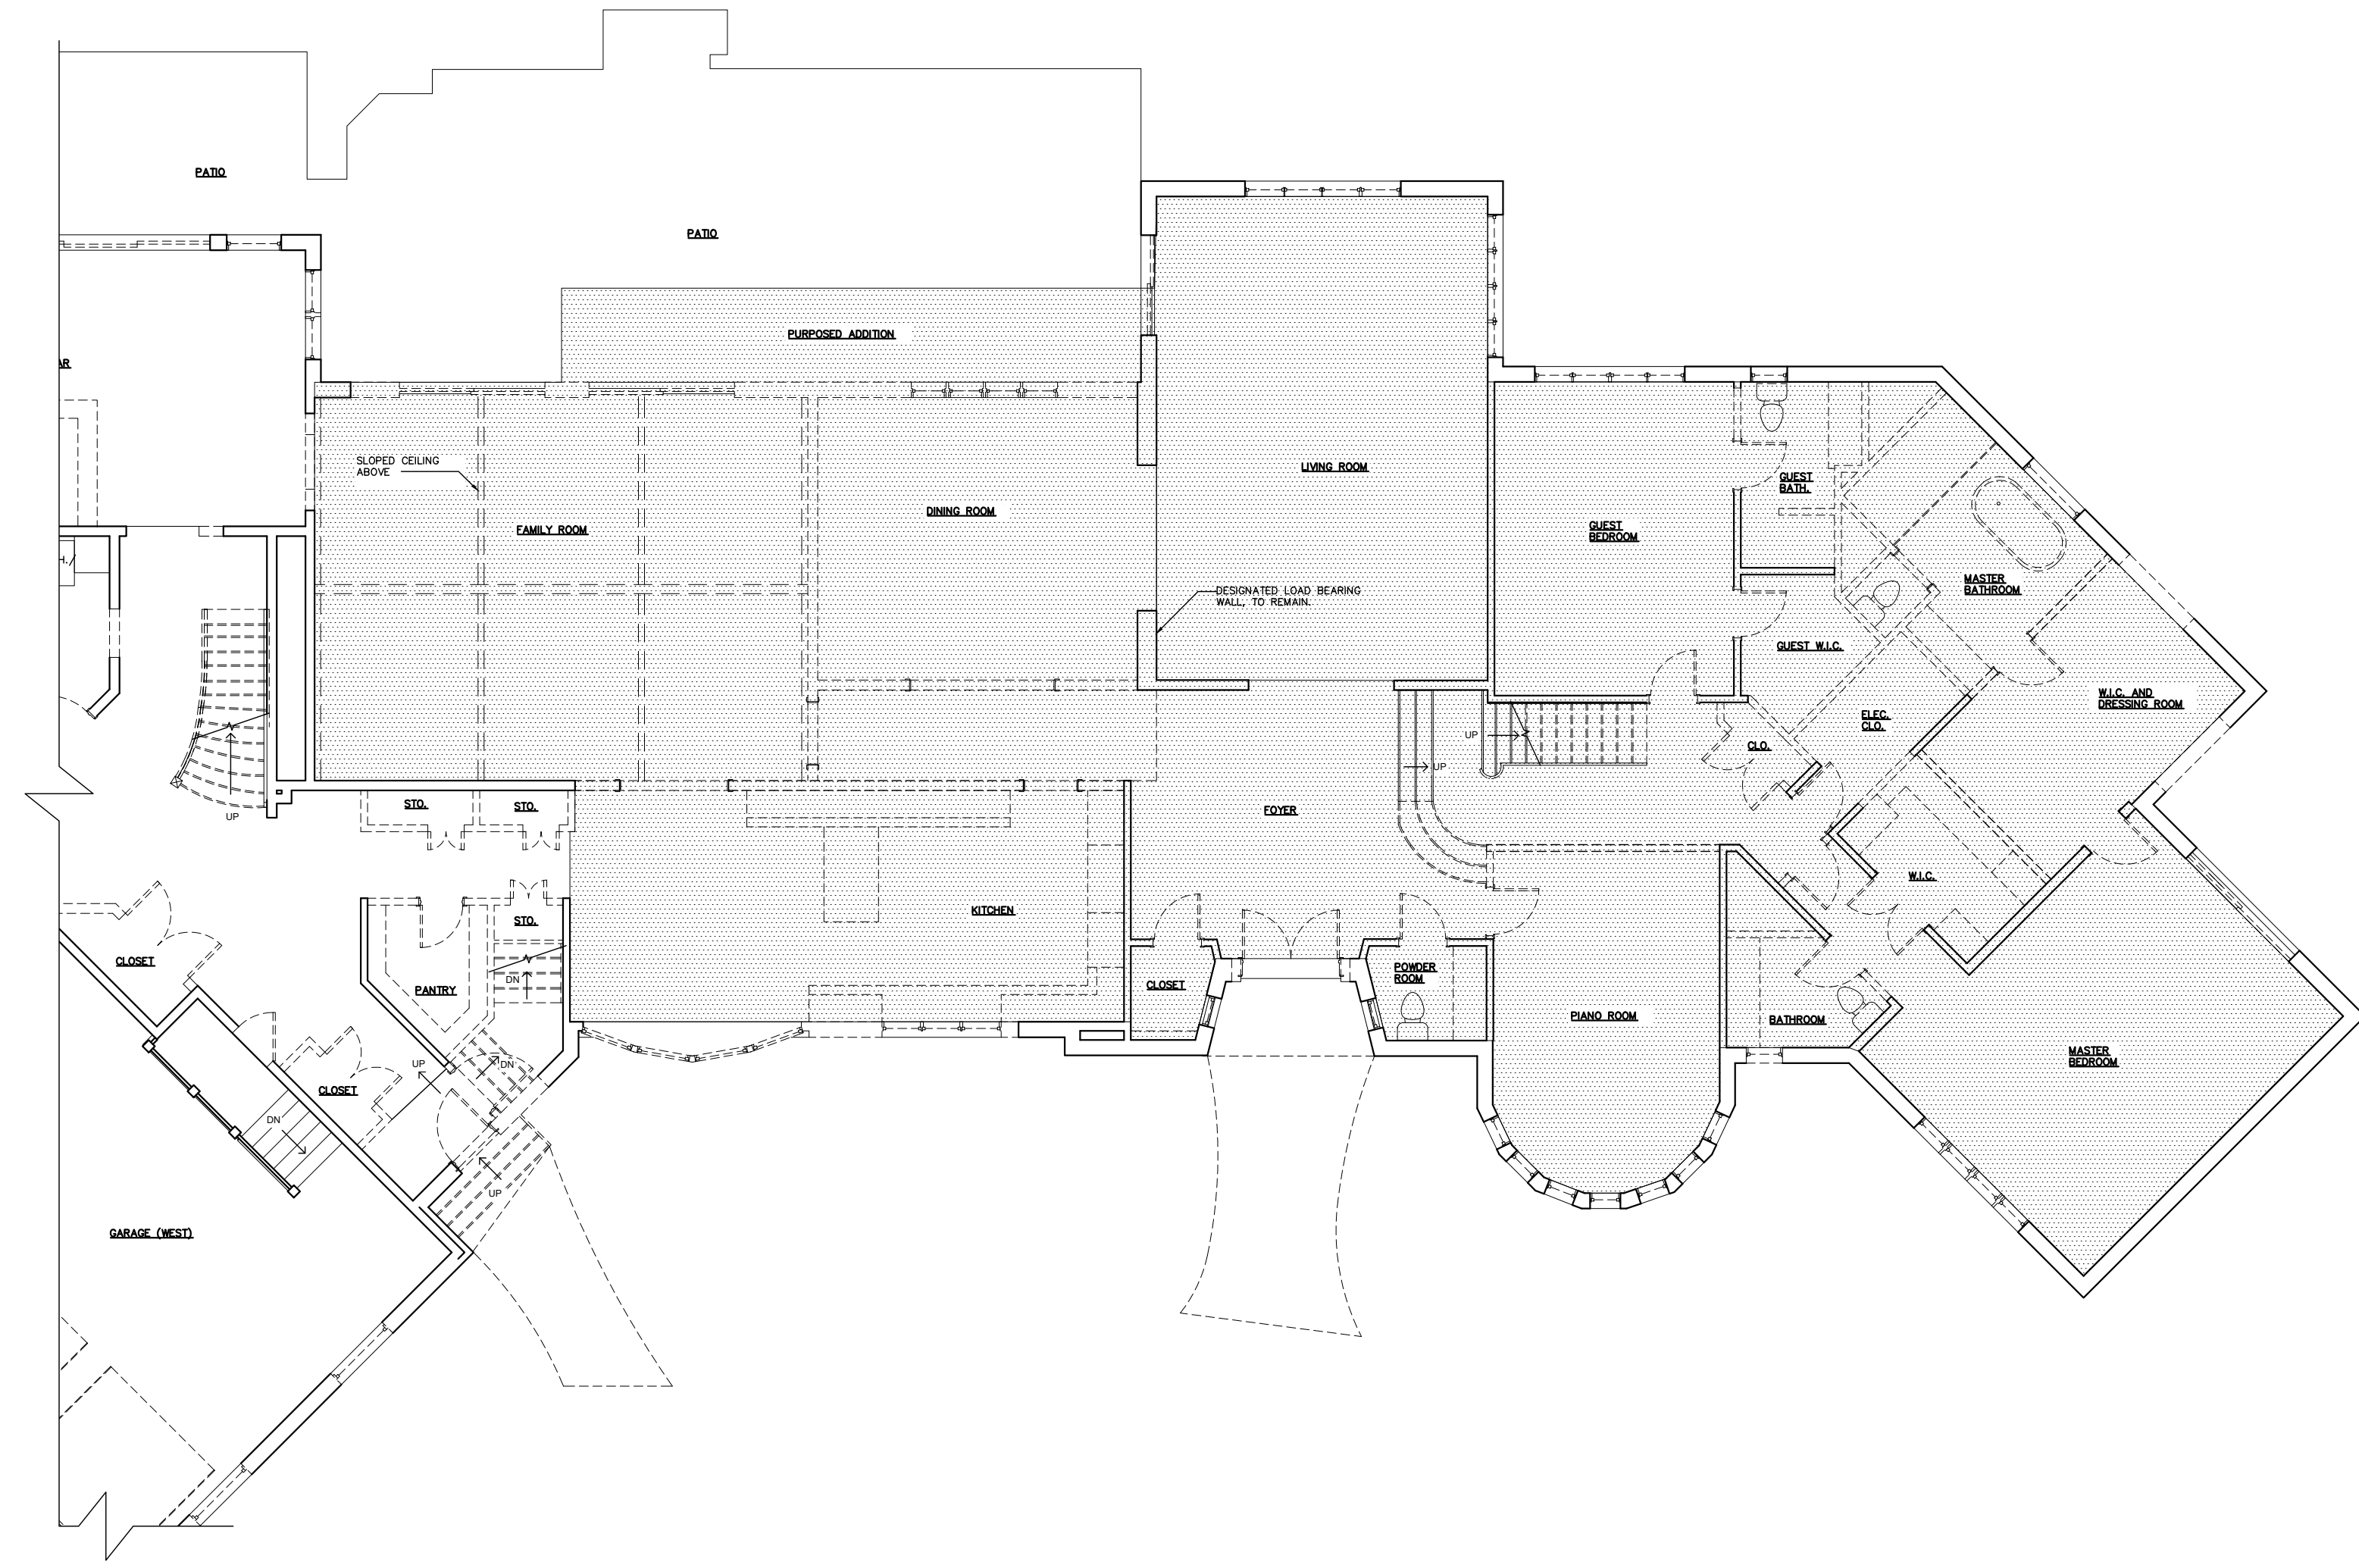 PATIO
PATIO
PURPOSED ADDITION
AR
SLOPED CEILING
ABOVE
FAMILY ROOM
DINING ROOM
LIVING ROOM
GUEST
BATH.
GUEST
BEDROOM
DESIGNATED LOAD BEARING
WALL, TO REMAIN.
MASTER
BATHROOM
H.
GUEST W.I.C.
W.I.C. AND
DRESSING ROOM
ELEC.
CLO.
CLO.
UP
UP
UP
STO.
STO.
FOYER
W.I.C.
KITCHEN
STO.
CLOSET
DN
PANTRY
CLOSET
POWDER
ROOM
PIANO ROOM
BATHROOM
MASTER
BEDROOM
UP
DN
CLOSET
DN
UP
GARAGE (WEST)